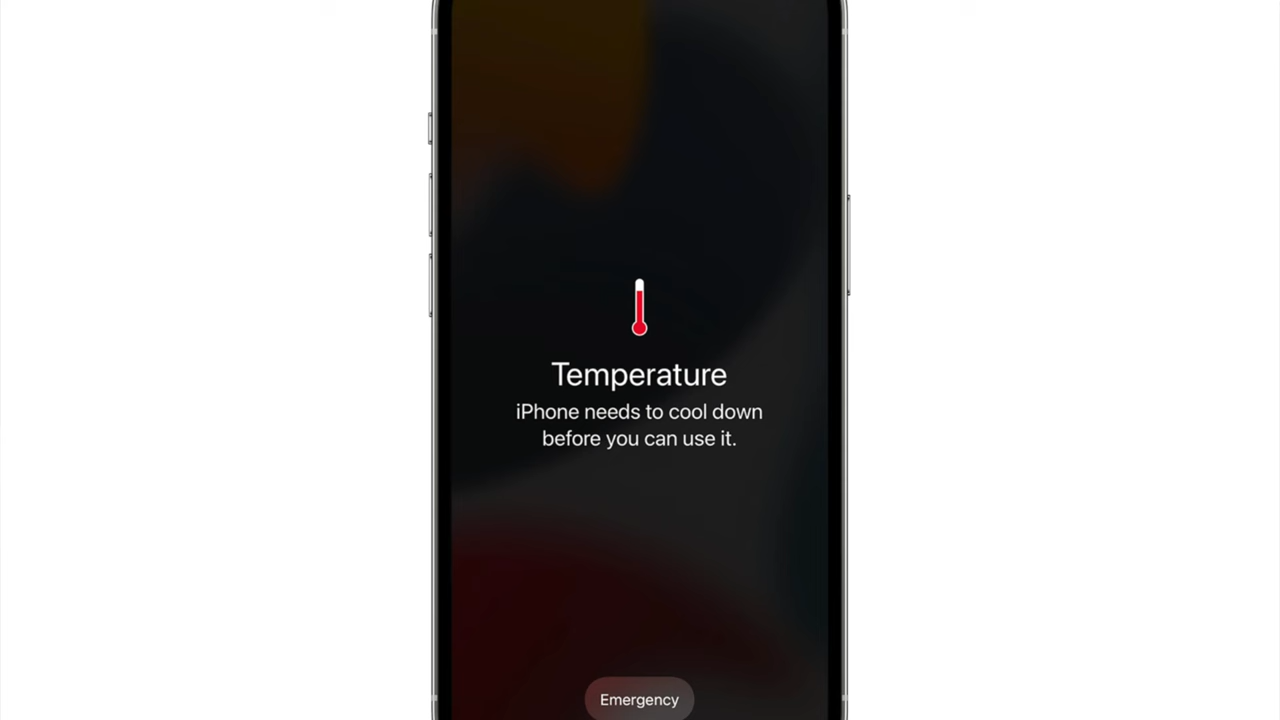 Temperature
iPhone needs to cool down
before you can use it.
Emergency